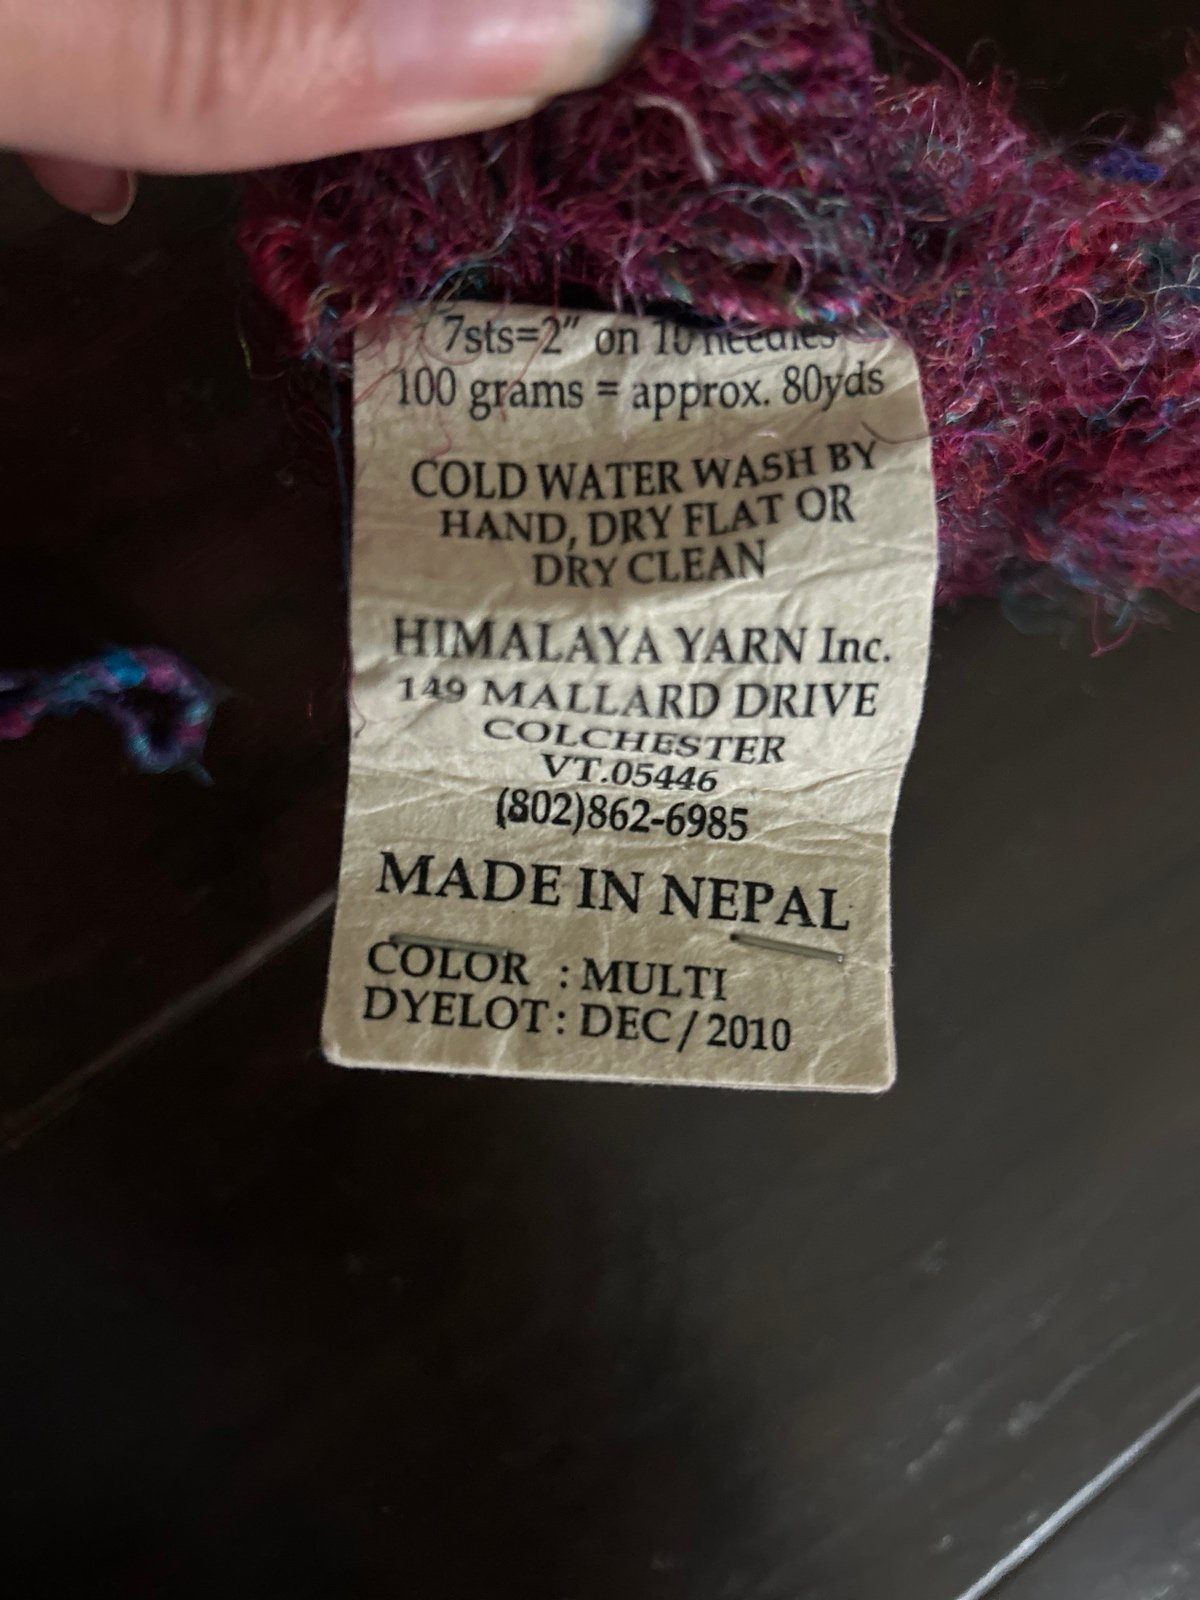 7sts=2" on 10 needles
100 grams = approx. 80yds
COLD WATER WASH BY
HAND, DRY FLAT OR
DRY CLEAN
HIMALAYA YARN Inc.
149 MALLARD DRIVE
COLCHESTER
VT.05446
(802)862-6985
MADE IN NEPAL
COLOR : MULTI
DYELOT : DEC / 2010